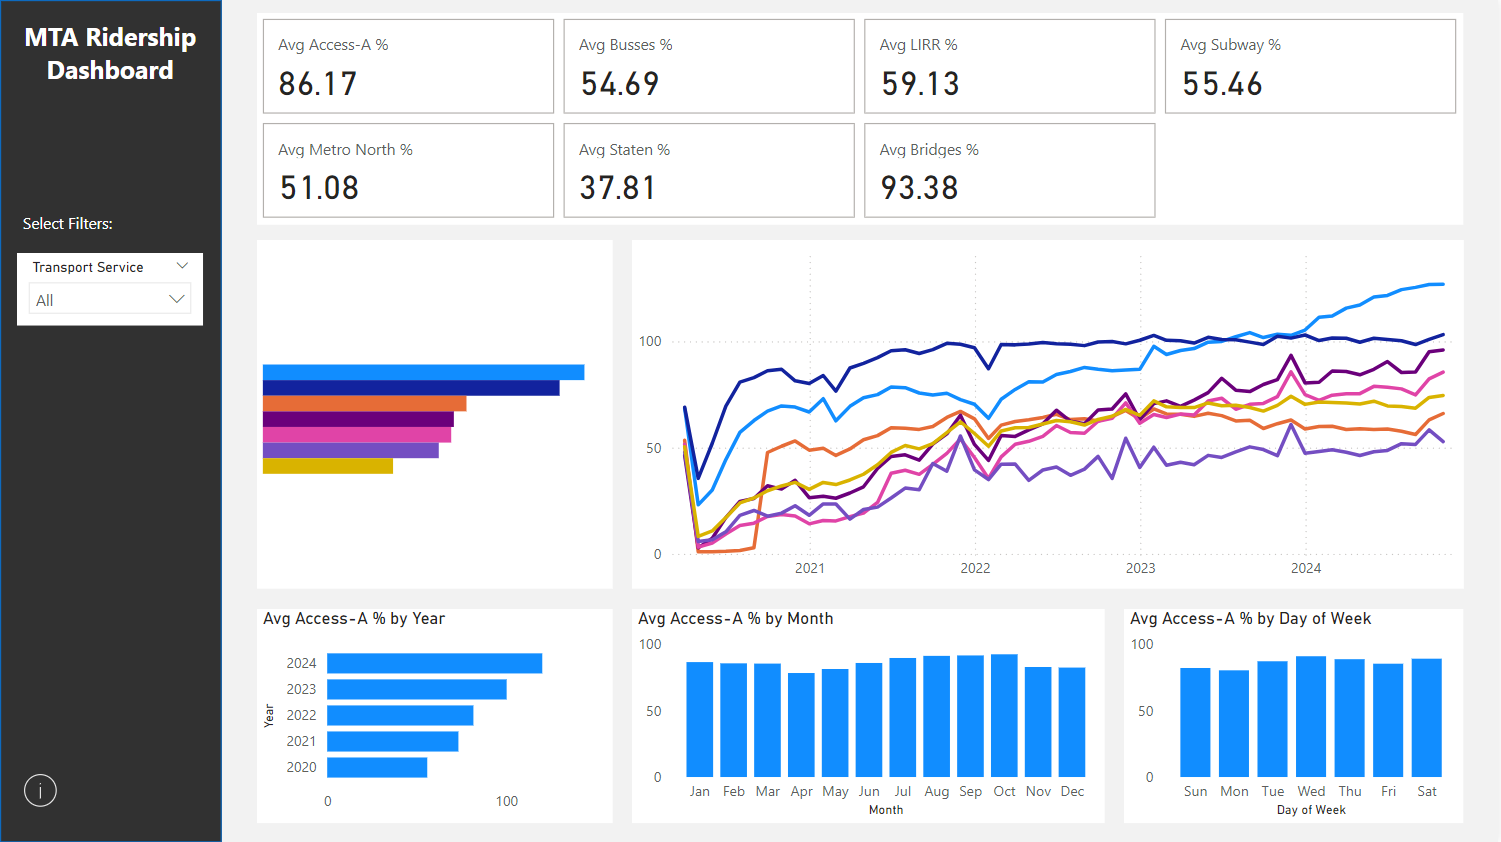 MTA Ridership
Dashboard
Select Filters:
Transport Service
All
Avg Access-A %
86.17
Avg Busses %
54.69
Avg LIRR %
59.13
Avg Subway %
55.46
Avg Metro North %
51.08
Avg Staten %
37.81
Avg Bridges %
93.38
100
50
0
2021 2022 2023 2024
Avg Access-A % by Year
Year
2024
2023
2022
2021
2020
0 100
Avg Access-A % by Month
100
50
0
Jan Feb Mar Apr May Jun Jul Aug Sep Oct Nov Dec
Month
Avg Access-A % by Day of Week
100
50
0
Sun Mon Tue Wed Thu Fri Sat
Day of Week
i